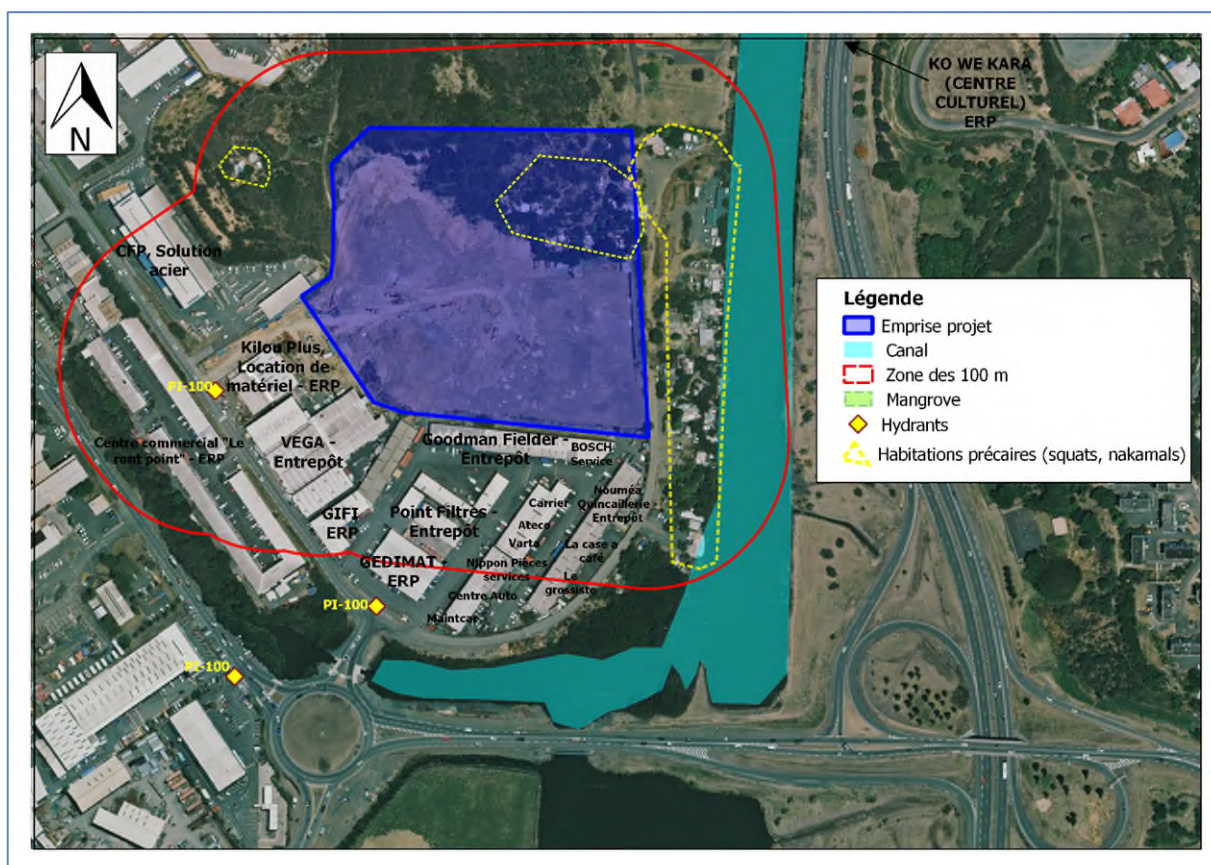 N
KO WE KARA
(CENTRE
CULTUREL)
ERP
CFP, Solution
acier
Kilou Plus,
Location de
matériel - ERP
PI-100
Centre commercial "Le
ront point" - ERP
VEGA -
Entrepôt
Goodman Fielder -
Entrepôt
BOSCH
Service
Nouméa
Quincaillerie
Entrepôt
Carrier
Point Filtres -
Entrepôt
Ateco
Varta
GIFI
ERP
La case a
café
GEDIMAT -
ERP
Nippon Pièces
services
Le
grossiste
Centre Auto
Maintcar
PI-100
PI-100
Légende
Emprise projet
Canal
Zone des 100 m
Mangrove
Hydrants
Habitations précaires (squats, nakamals)